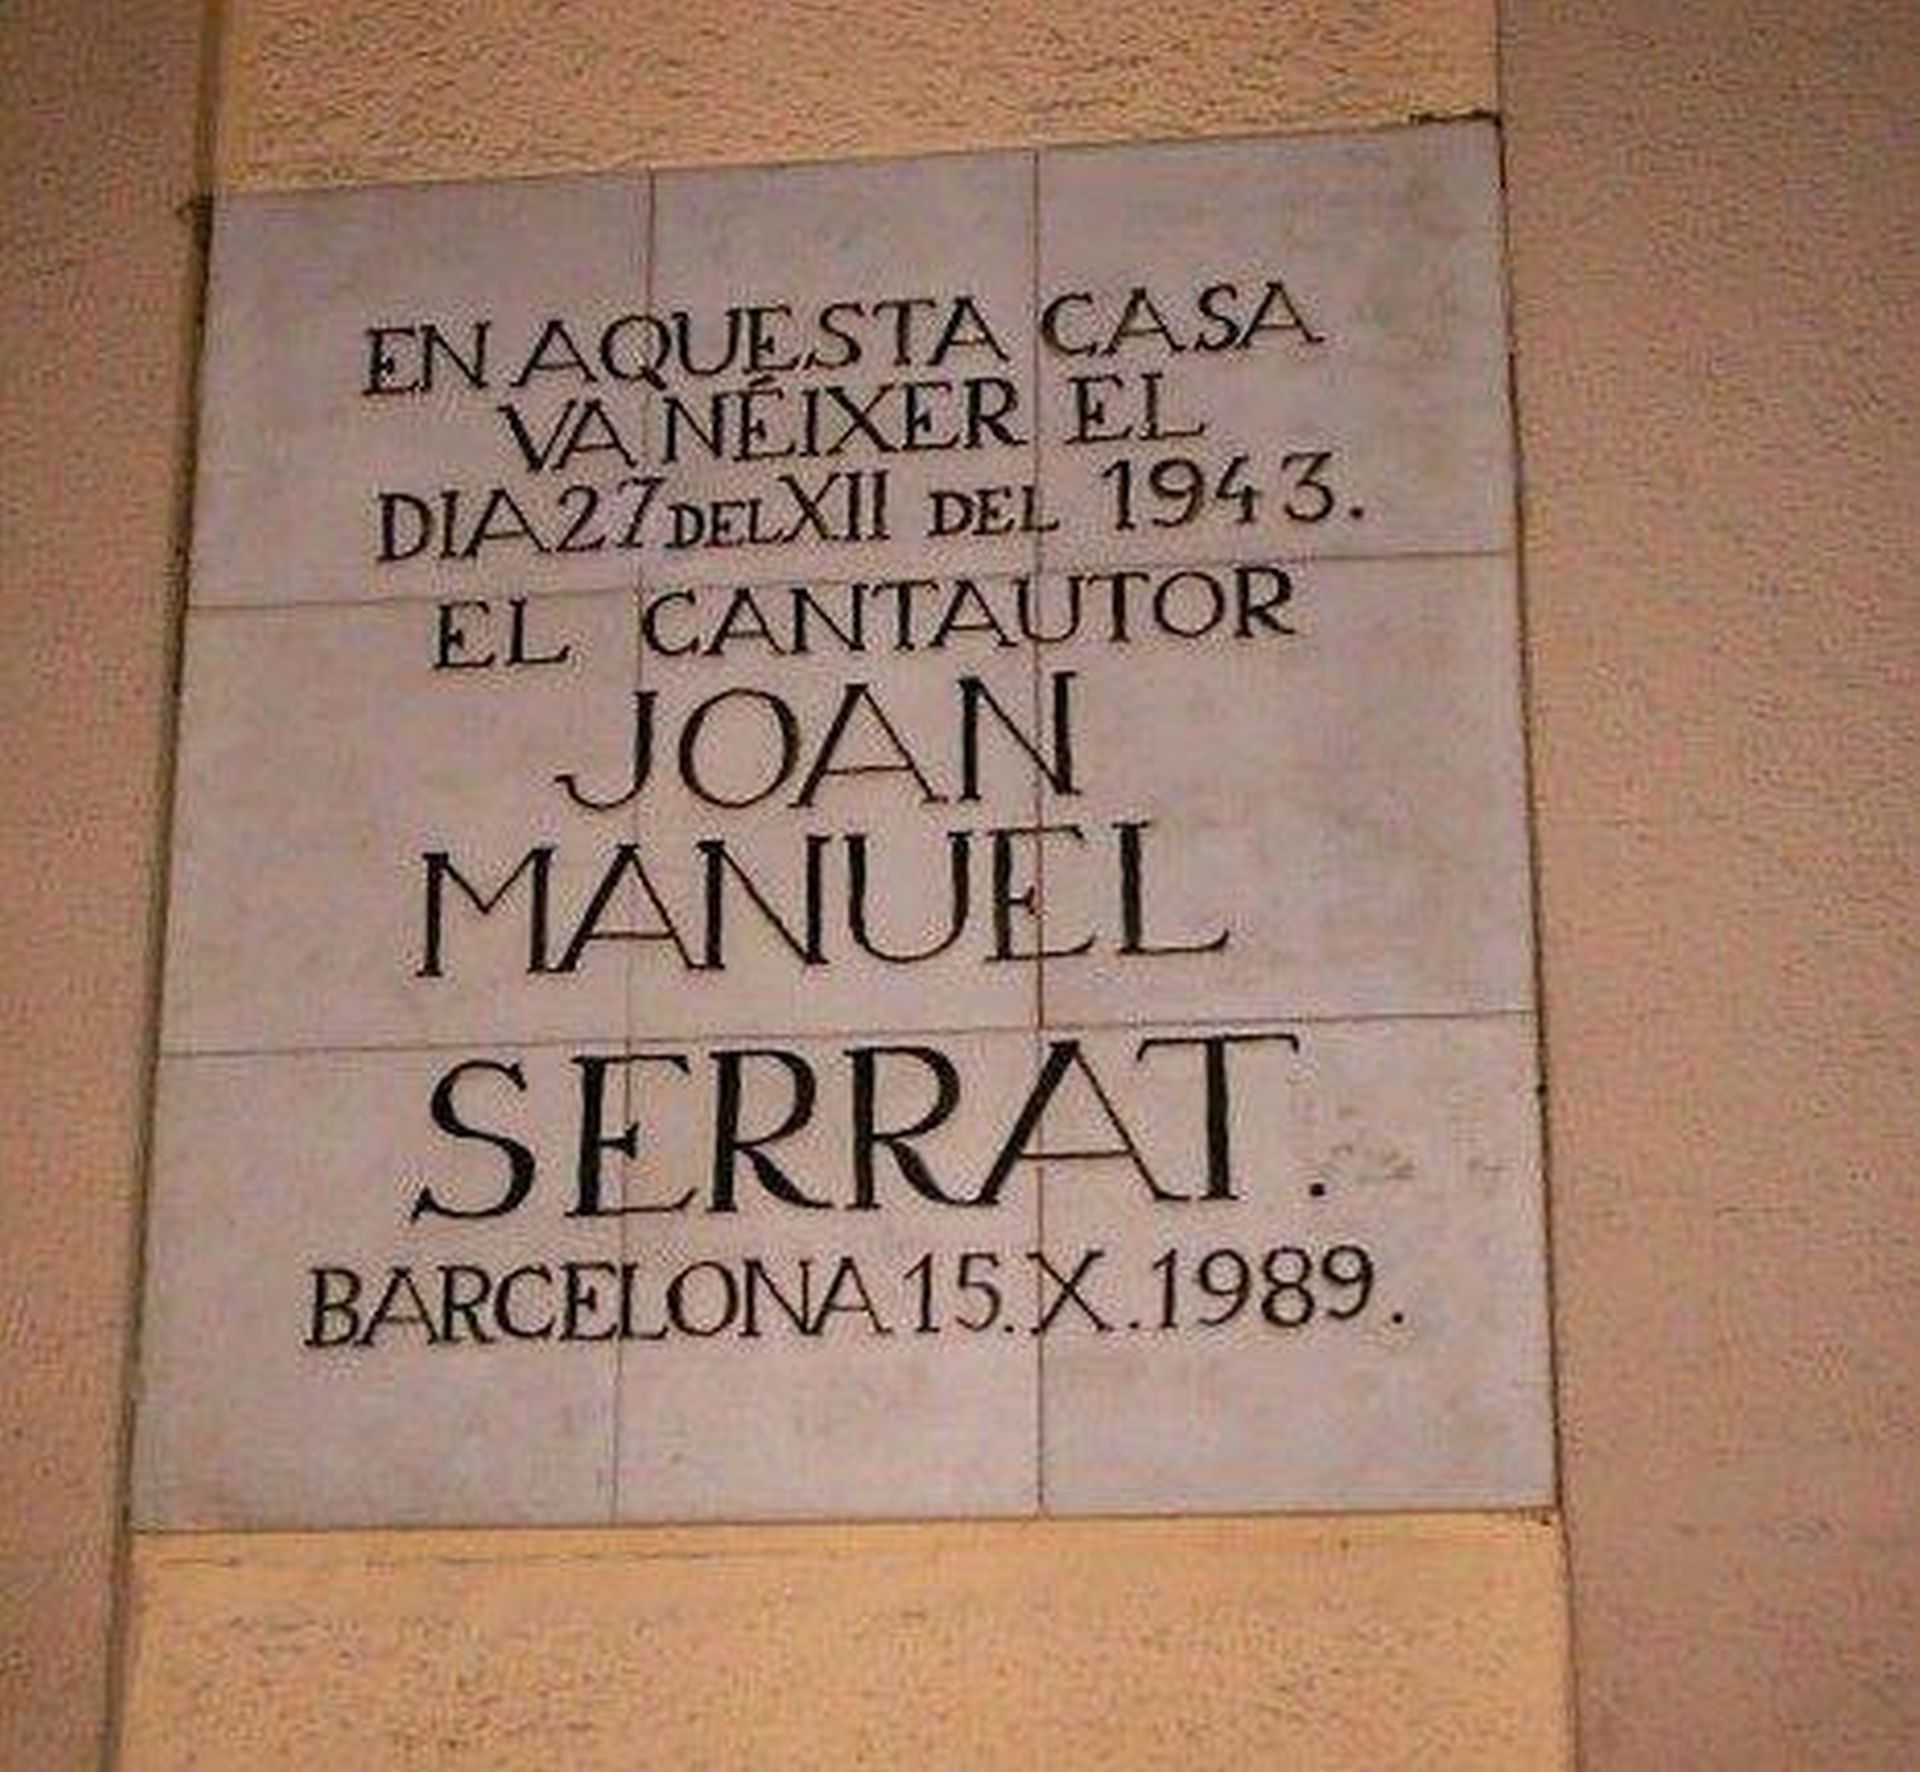 EN AQUESTA CASA
VA NÉIXER EL
DIA 27 DEL XII DEL 1943.
EL CANTAUTOR
JOAN
MANUEL
SERRAT.
BARCELONA 15.X.1989.